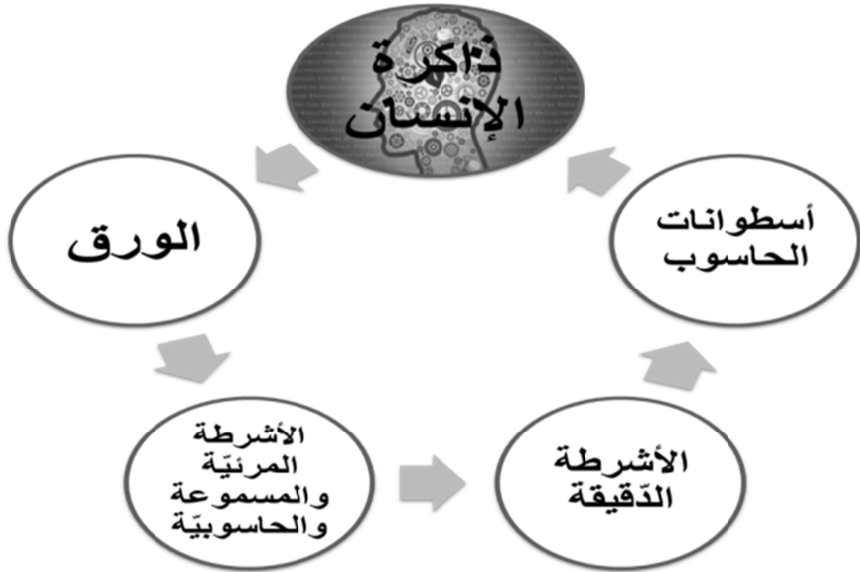 ذاكرة
الإنسان
الورق
الأشرطة
المرئيّة
والمسموعة
والحاسوبيّة
الأشرطة
الدّقيقة
أسطوانات
الحاسوب